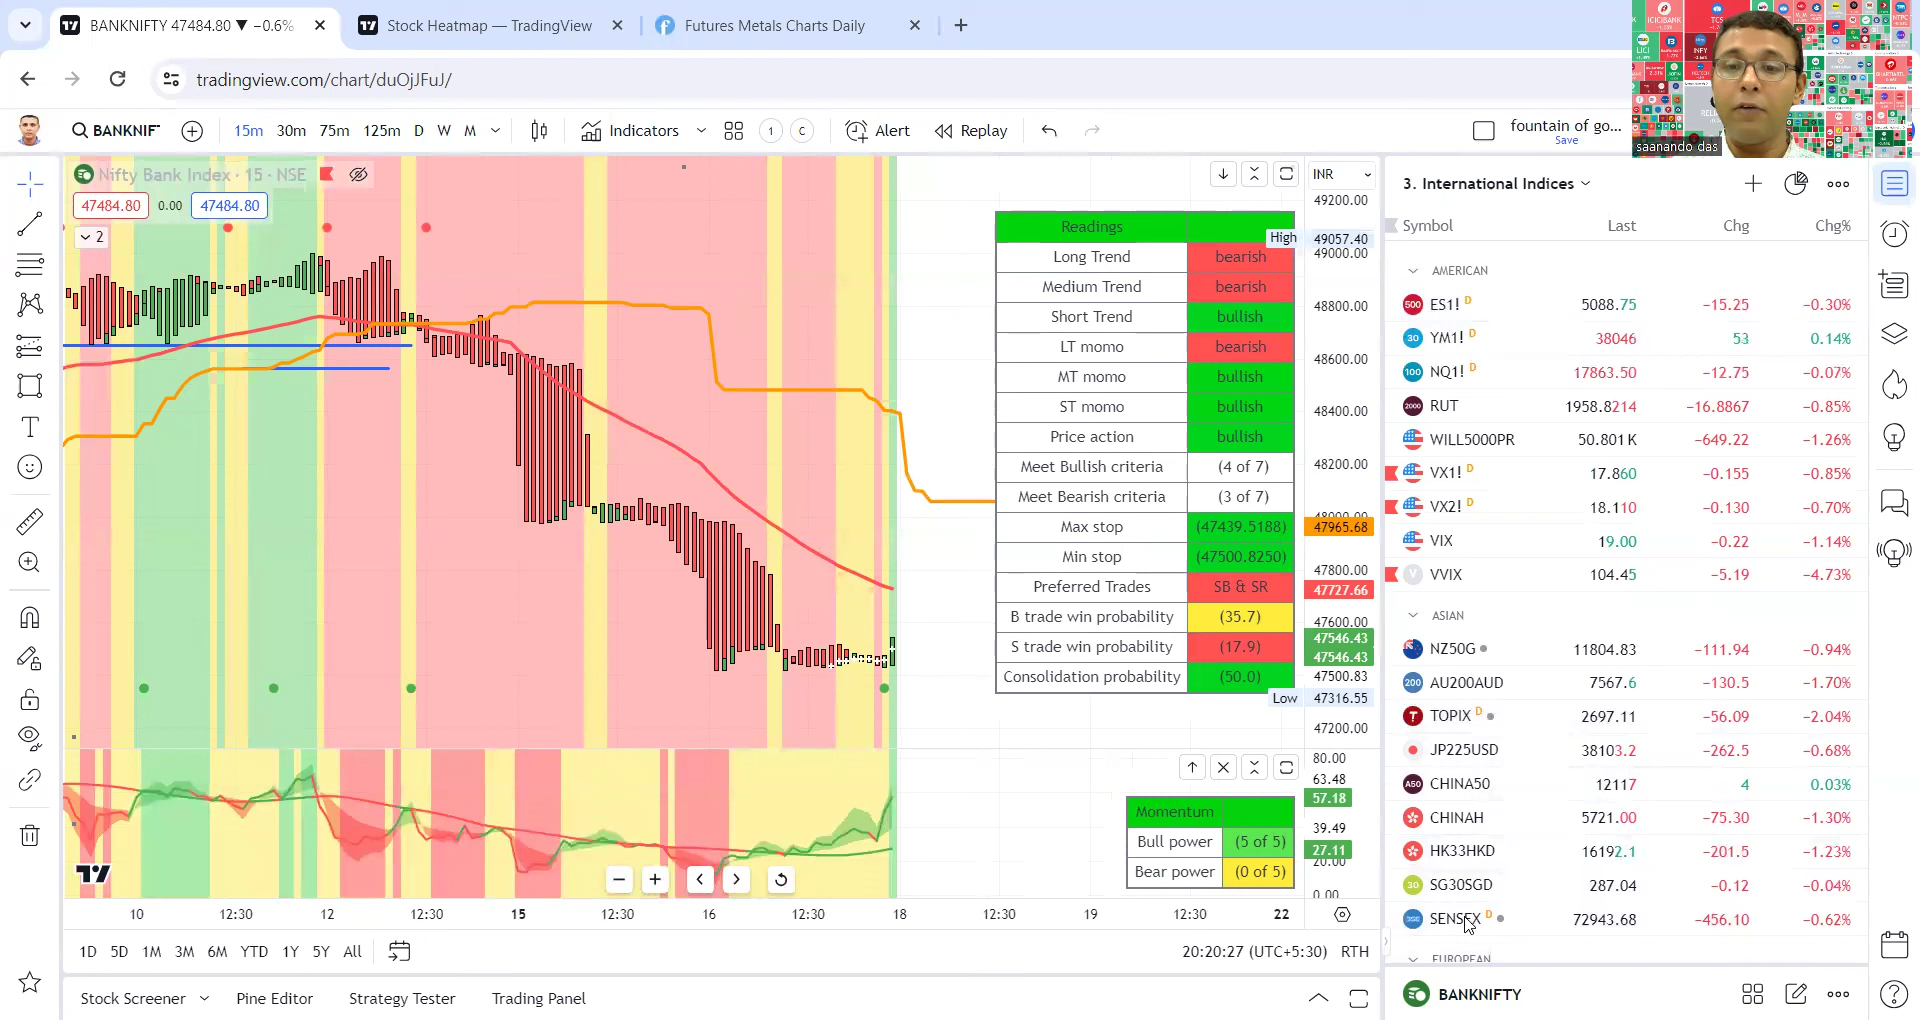 BANKNIFTY 47484.80 ▼ −0.6%
Stock Heatmap — TradingView
Futures Metals Charts Daily
tradingview.com/chart/duOjJFuJ/
BANKNIF
15m 30m 75m 125m D W M
Indicators
1 C
Alert
Replay
fountain of go...
Save
saanando das
Nifty Bank Index · 15 · NSE
47484.80 0.00 47484.80
2
INR
49200.00
High 49057.40
49000.00
48800.00
48600.00
48400.00
48200.00
48000.00
47965.68
47800.00
47727.66
47600.00
47546.43
47546.43
47500.83
Low 47316.55
47200.00
Readings
Long Trend bearish
Medium Trend bearish
Short Trend bullish
LT momo bearish
MT momo bullish
ST momo bullish
Price action bullish
Meet Bullish criteria (4 of 7)
Meet Bearish criteria (3 of 7)
Max stop (47439.5188)
Min stop (47500.8250)
Preferred Trades SB & SR
B trade win probability (35.7)
S trade win probability (17.9)
Consolidation probability (50.0)
80.00
63.48
57.18
39.49
27.11
20.00
0.00
Momentum
Bull power (5 of 5)
Bear power (0 of 5)
10 12:30 12 12:30 15 12:30 16 12:30 18 12:30 19 12:30 22
1D 5D 1M 3M 6M YTD 1Y 5Y All
20:20:27 (UTC+5:30) RTH
Stock Screener Pine Editor Strategy Tester Trading Panel
3. International Indices
Symbol Last Chg Chg%
AMERICAN
500 ES1! D 5088.75 −15.25 −0.30%
30 YM1! D 38046 53 0.14%
100 NQ1! D 17863.50 −12.75 −0.07%
2000 RUT 1958.8214 −16.8867 −0.85%
WILL5000PR 50.801K −649.22 −1.26%
VX1! D 17.860 −0.155 −0.85%
VX2! D 18.110 −0.130 −0.70%
VIX 19.00 −0.22 −1.14%
V VVIX 104.45 −5.19 −4.73%
ASIAN
NZ50G 11804.83 −111.94 −0.94%
200 AU200AUD 7567.6 −130.5 −1.70%
T TOPIX D 2697.11 −56.09 −2.04%
JP225USD 38103.2 −262.5 −0.68%
A50 CHINA50 12117 4 0.03%
CHINAH 5721.00 −75.30 −1.30%
HK33HKD 16192.1 −201.5 −1.23%
30 SG30SGD 287.04 −0.12 −0.04%
SENSEX D 72943.68 −456.10 −0.62%
EUROPEAN
BANKNIFTY